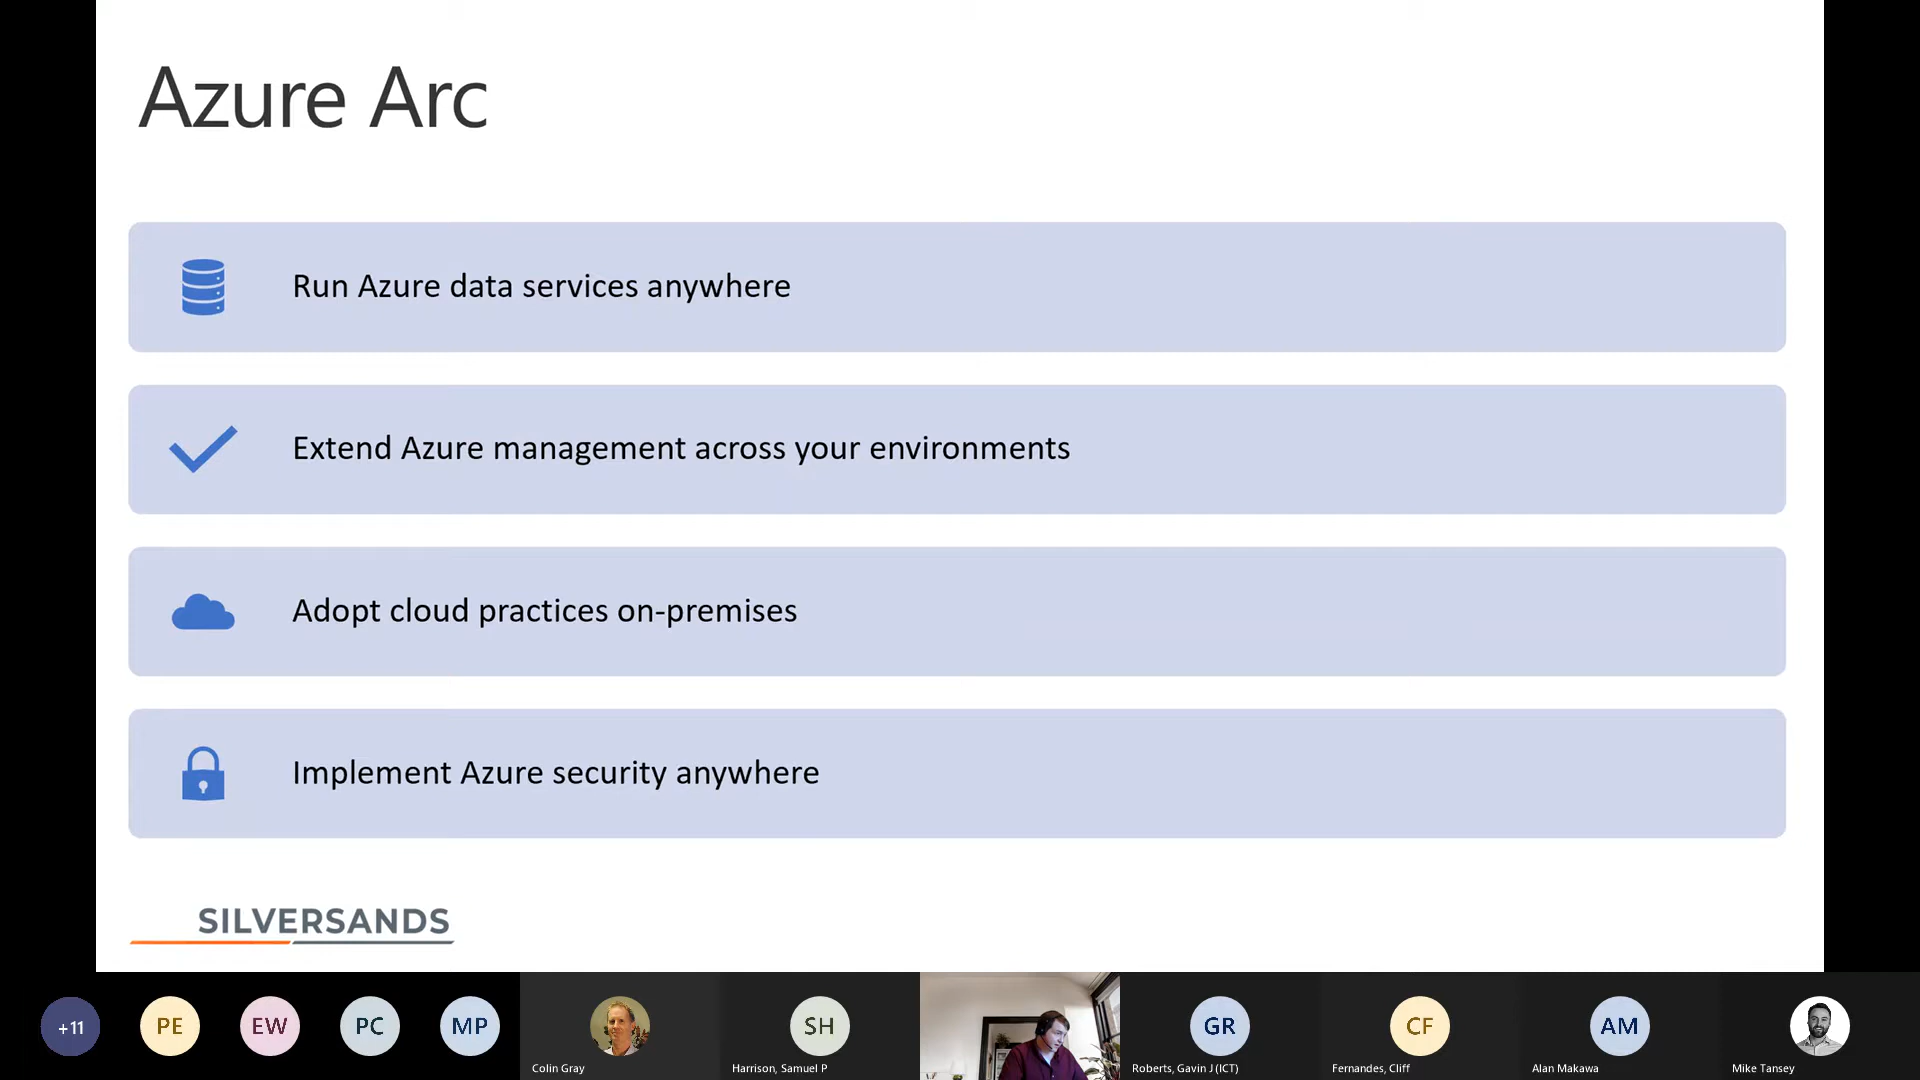 Azure Arc
Run Azure data services anywhere
Extend Azure management across your environments
Adopt cloud practices on-premises
Implement Azure security anywhere
SILVERSANDS
+11
PE
EW
PC
MP
Colin Gray
SH
Harrison, Samuel P
GR
Roberts, Gavin J (ICT)
CF
Fernandes, Cliff
AM
Alan Makawa
Mike Tansey